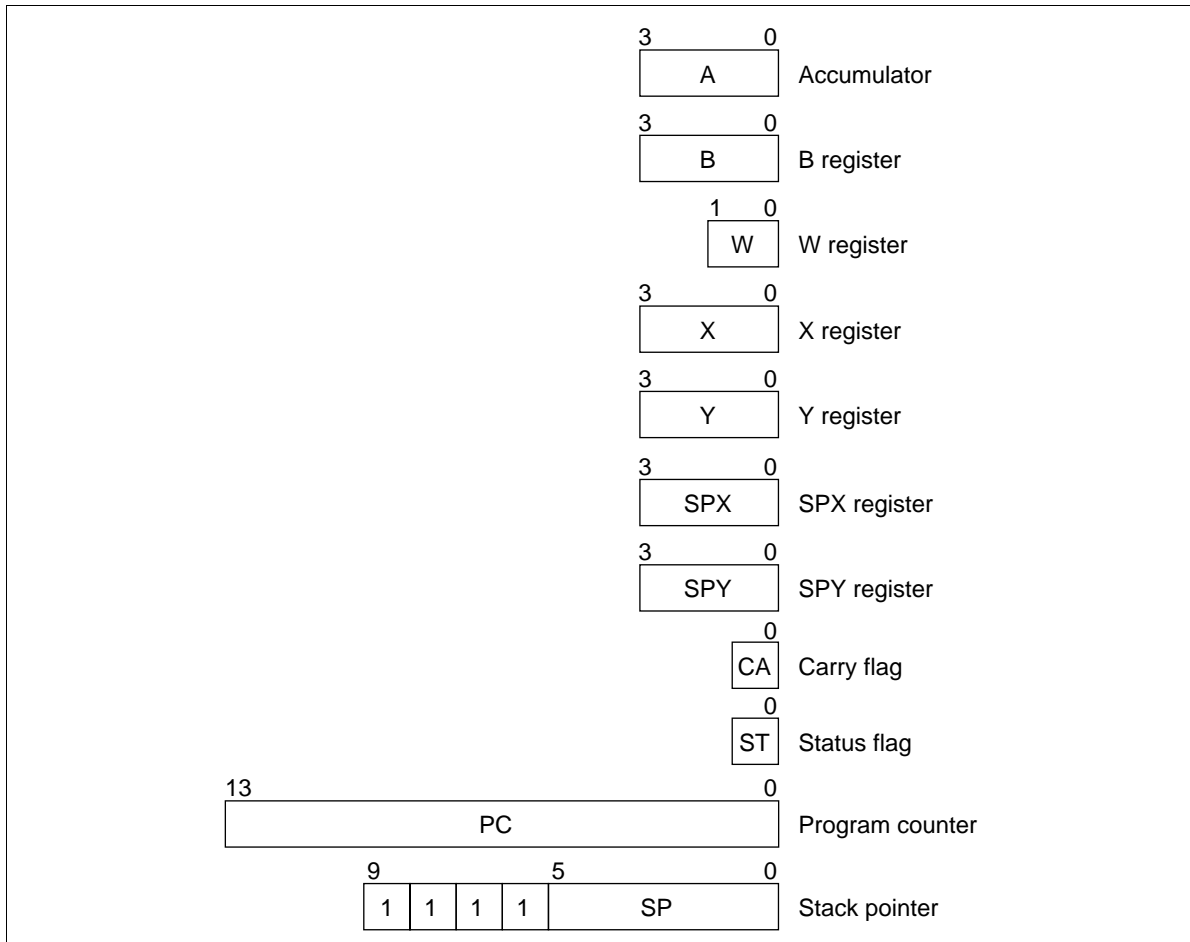 3 0
A Accumulator
3 0
B B register
1 0
W W register
3 0
X X register
3 0
Y Y register
3 0
SPX SPX register
3 0
SPY SPY register
0
CA Carry flag
0
ST Status flag
13 0
PC Program counter
9 5 0
1 1 1 1 SP Stack pointer